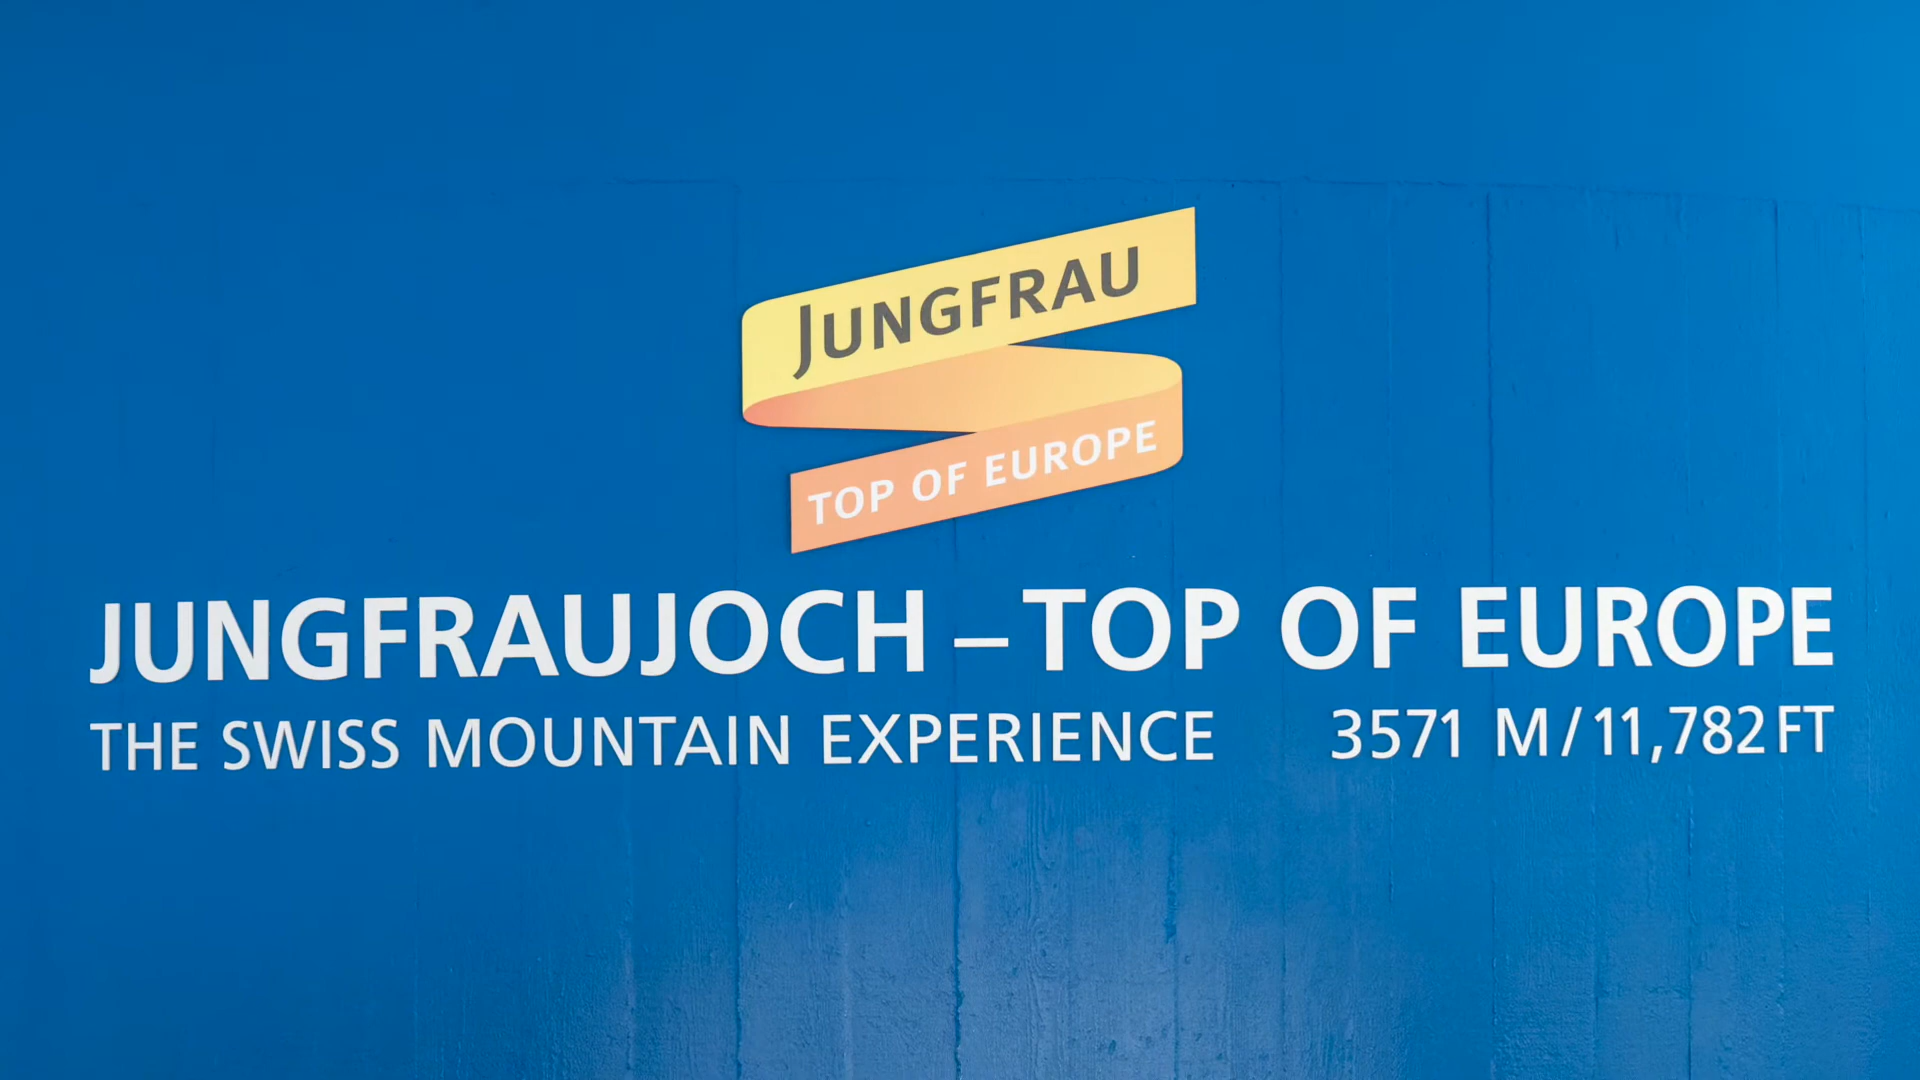 JUNGFRAU
TOP OF EUROPE
JUNGFRAUJOCH – TOP OF EUROPE
THE SWISS MOUNTAIN EXPERIENCE 3571 M / 11,782 FT